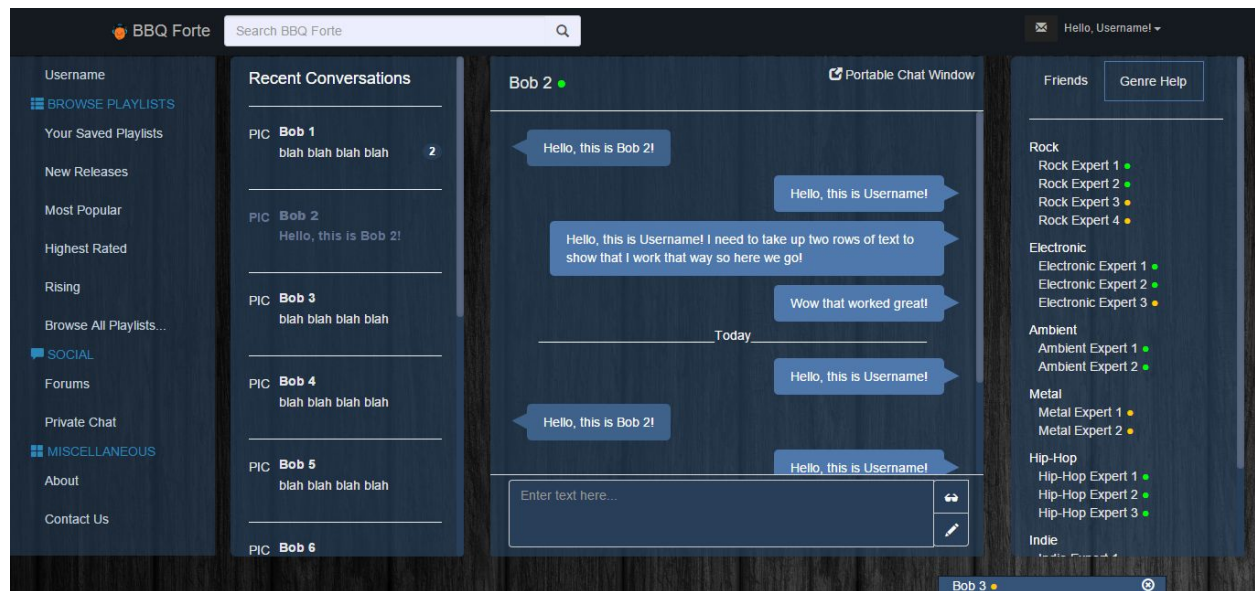 BBQ Forte
Search BBQ Forte
Hello, Username!
Username
BROWSE PLAYLISTS
Your Saved Playlists
New Releases
Most Popular
Highest Rated
Rising
Browse All Playlists...
SOCIAL
Forums
Private Chat
MISCELLANEOUS
About
Contact Us
Recent Conversations
PIC Bob 1
blah blah blah blah 2
PIC Bob 2
Hello, this is Bob 2!
PIC Bob 3
blah blah blah blah
PIC Bob 4
blah blah blah blah
PIC Bob 5
blah blah blah blah
PIC Bob 6
Bob 2
Portable Chat Window
Hello, this is Bob 2!
Hello, this is Username!
Hello, this is Username! I need to take up two rows of text to
show that I work that way so here we go!
Wow that worked great!
Today
Hello, this is Username!
Hello, this is Bob 2!
Hello, this is Username!
Enter text here...
Friends
Genre Help
Rock
Rock Expert 1
Rock Expert 2
Rock Expert 3
Rock Expert 4
Electronic
Electronic Expert 1
Electronic Expert 2
Electronic Expert 3
Ambient
Ambient Expert 1
Ambient Expert 2
Metal
Metal Expert 1
Metal Expert 2
Hip-Hop
Hip-Hop Expert 1
Hip-Hop Expert 2
Hip-Hop Expert 3
Indie
Indie Expert 1
Bob 3